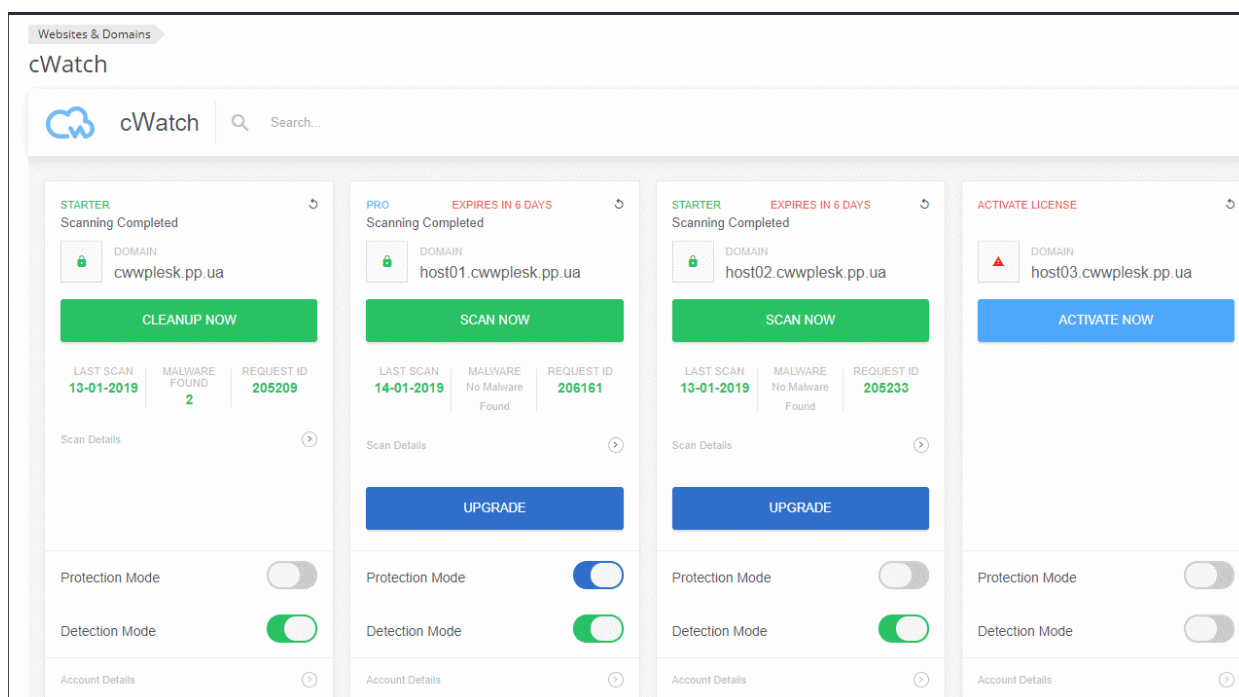 Websites & Domains
cWatch
cWatch
Search...
STARTER
Scanning Completed
DOMAIN
cwwplesk.pp.ua
CLEANUP NOW
LAST SCAN
13-01-2019
MALWARE
FOUND
2
REQUEST ID
205209
Scan Details
Protection Mode
Detection Mode
Account Details
PRO
EXPIRES IN 6 DAYS
Scanning Completed
DOMAIN
host01.cwwplesk.pp.ua
SCAN NOW
LAST SCAN
14-01-2019
MALWARE
No Malware
Found
REQUEST ID
206161
Scan Details
UPGRADE
Protection Mode
Detection Mode
Account Details
STARTER
EXPIRES IN 6 DAYS
Scanning Completed
DOMAIN
host02.cwwplesk.pp.ua
SCAN NOW
LAST SCAN
13-01-2019
MALWARE
No Malware
Found
REQUEST ID
205233
Scan Details
UPGRADE
Protection Mode
Detection Mode
Account Details
ACTIVATE LICENSE
DOMAIN
host03.cwwplesk.pp.ua
ACTIVATE NOW
Protection Mode
Detection Mode
Account Details